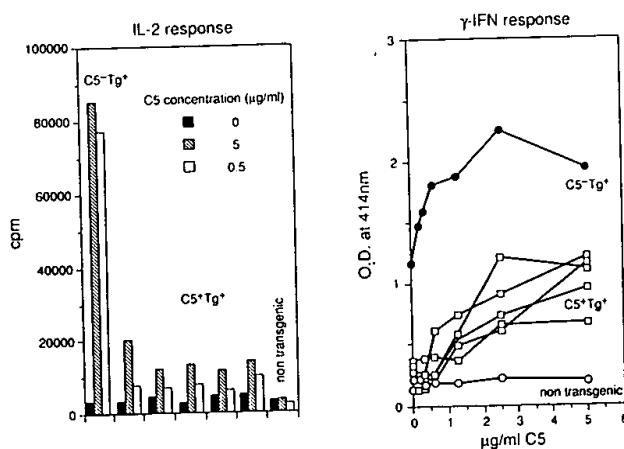 IL-2 response
100000
80000
60000
40000
20000
0
cpm
C5⁻Tg⁺
C5 concentration (µg/ml)
0
5
0.5
C5⁺Tg⁺
non transgenic
γ-IFN response
3
2
1
0
O.D. at 414nm
C5⁻Tg⁺
C5⁺Tg⁺
non transgenic
0 1 2 3 4 5 6
µg/ml C5